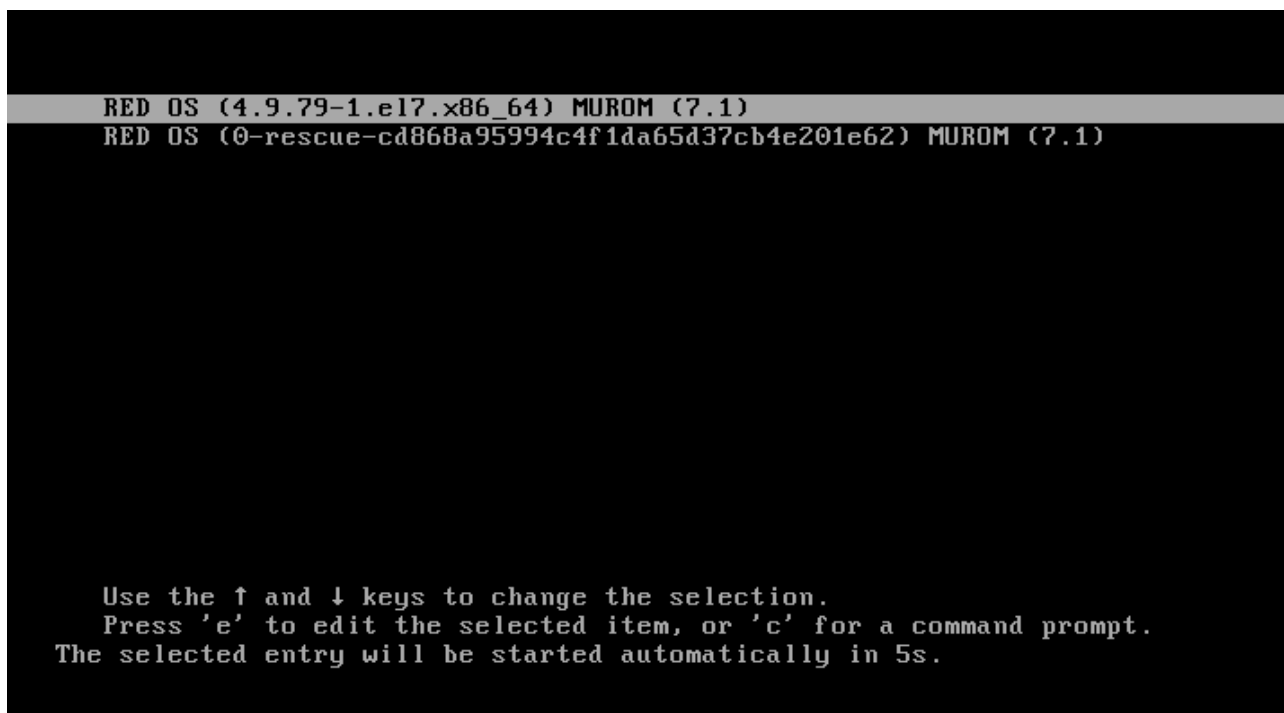 RED OS (4.9.79-1.el7.x86_64) MUROM (7.1)
RED OS (0-rescue-cd868a95994c4f1da65d37cb4e201e62) MUROM (7.1)
Use the ↑ and ↓ keys to change the selection.
Press 'e' to edit the selected item, or 'c' for a command prompt.
The selected entry will be started automatically in 5s.